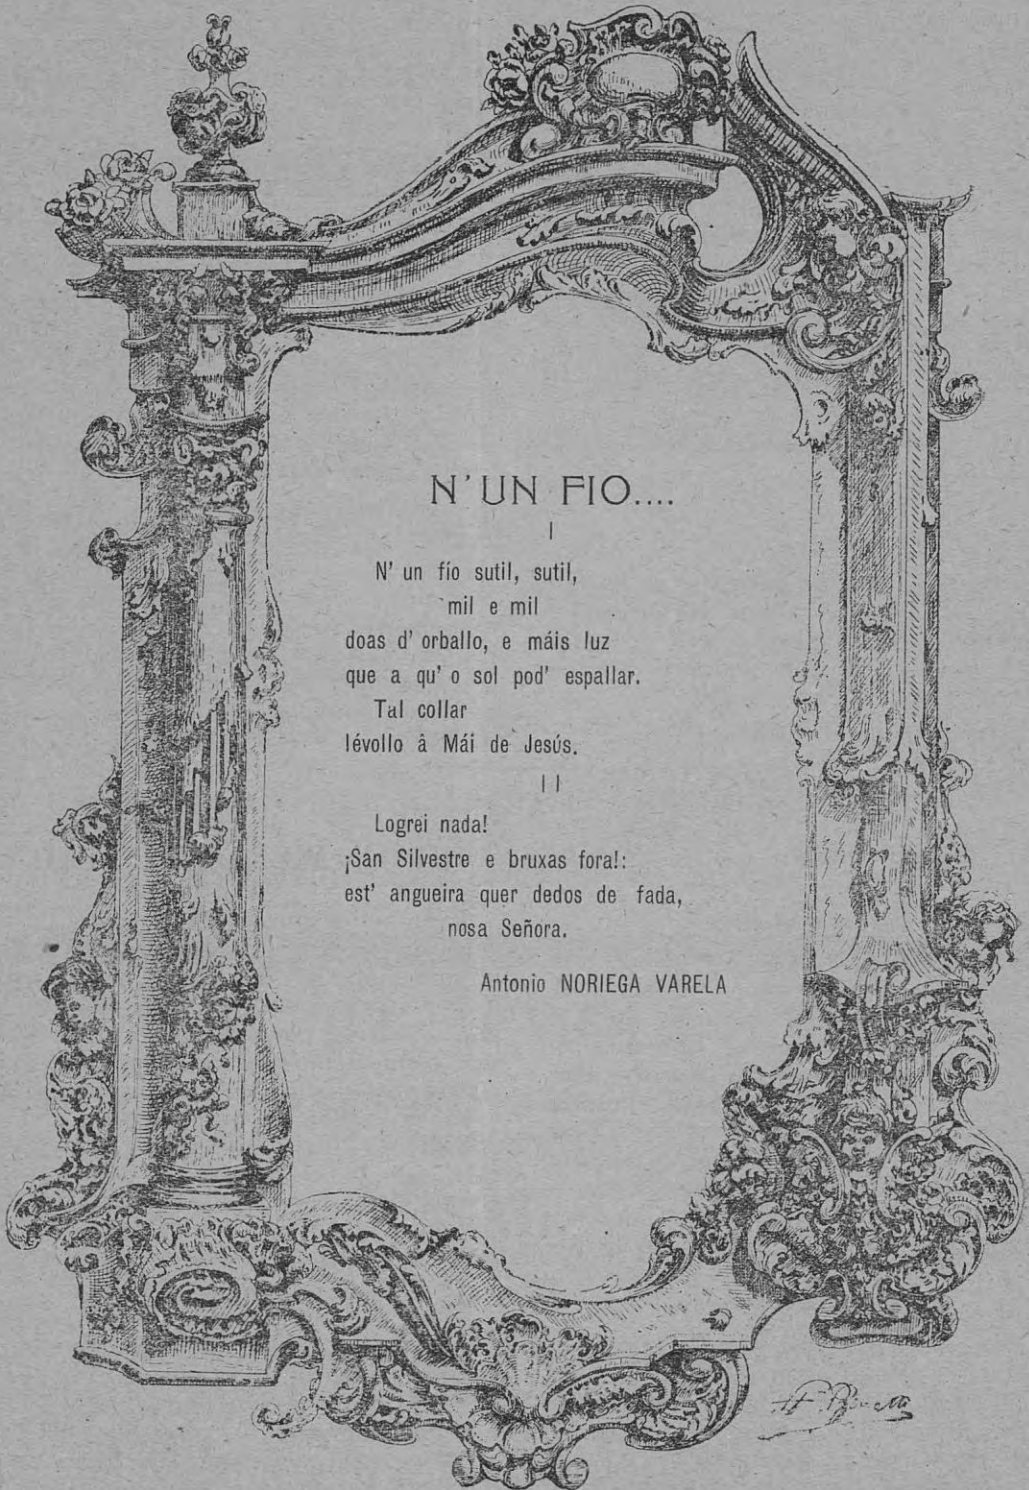 N' UN FIO....
I
N' un fío sutil, sutil,
mil e mil
doas d' orballo, e máis luz
que a qu' o sol pod' espallar.
Tal collar
lévollo â Mái de Jesús.
II
Logrei nada!
¡San Silvestre e bruxas fora!:
est' angueira quer dedos de fada,
nosa Señora.
Antonio NORIEGA VARELA